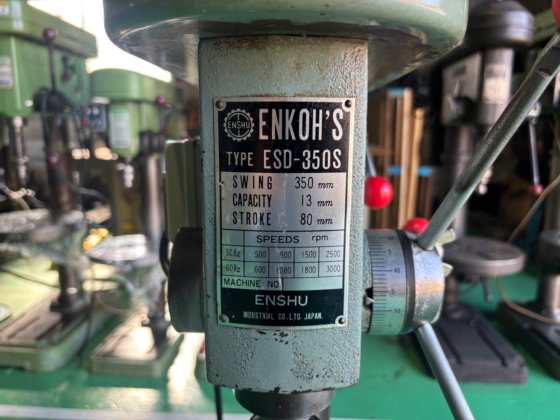 ENSHU ENKOH'S
TYPE ESD-350S
SWING 350 mm
CAPACITY 13 mm
STROKE 80 mm
SPEEDS rpm
50Hz 500 900 1500 2500
60Hz 600 1080 1800 3000
MACHINE NO.
ENSHU
INDUSTRIAL CO.,LTD. JAPAN.